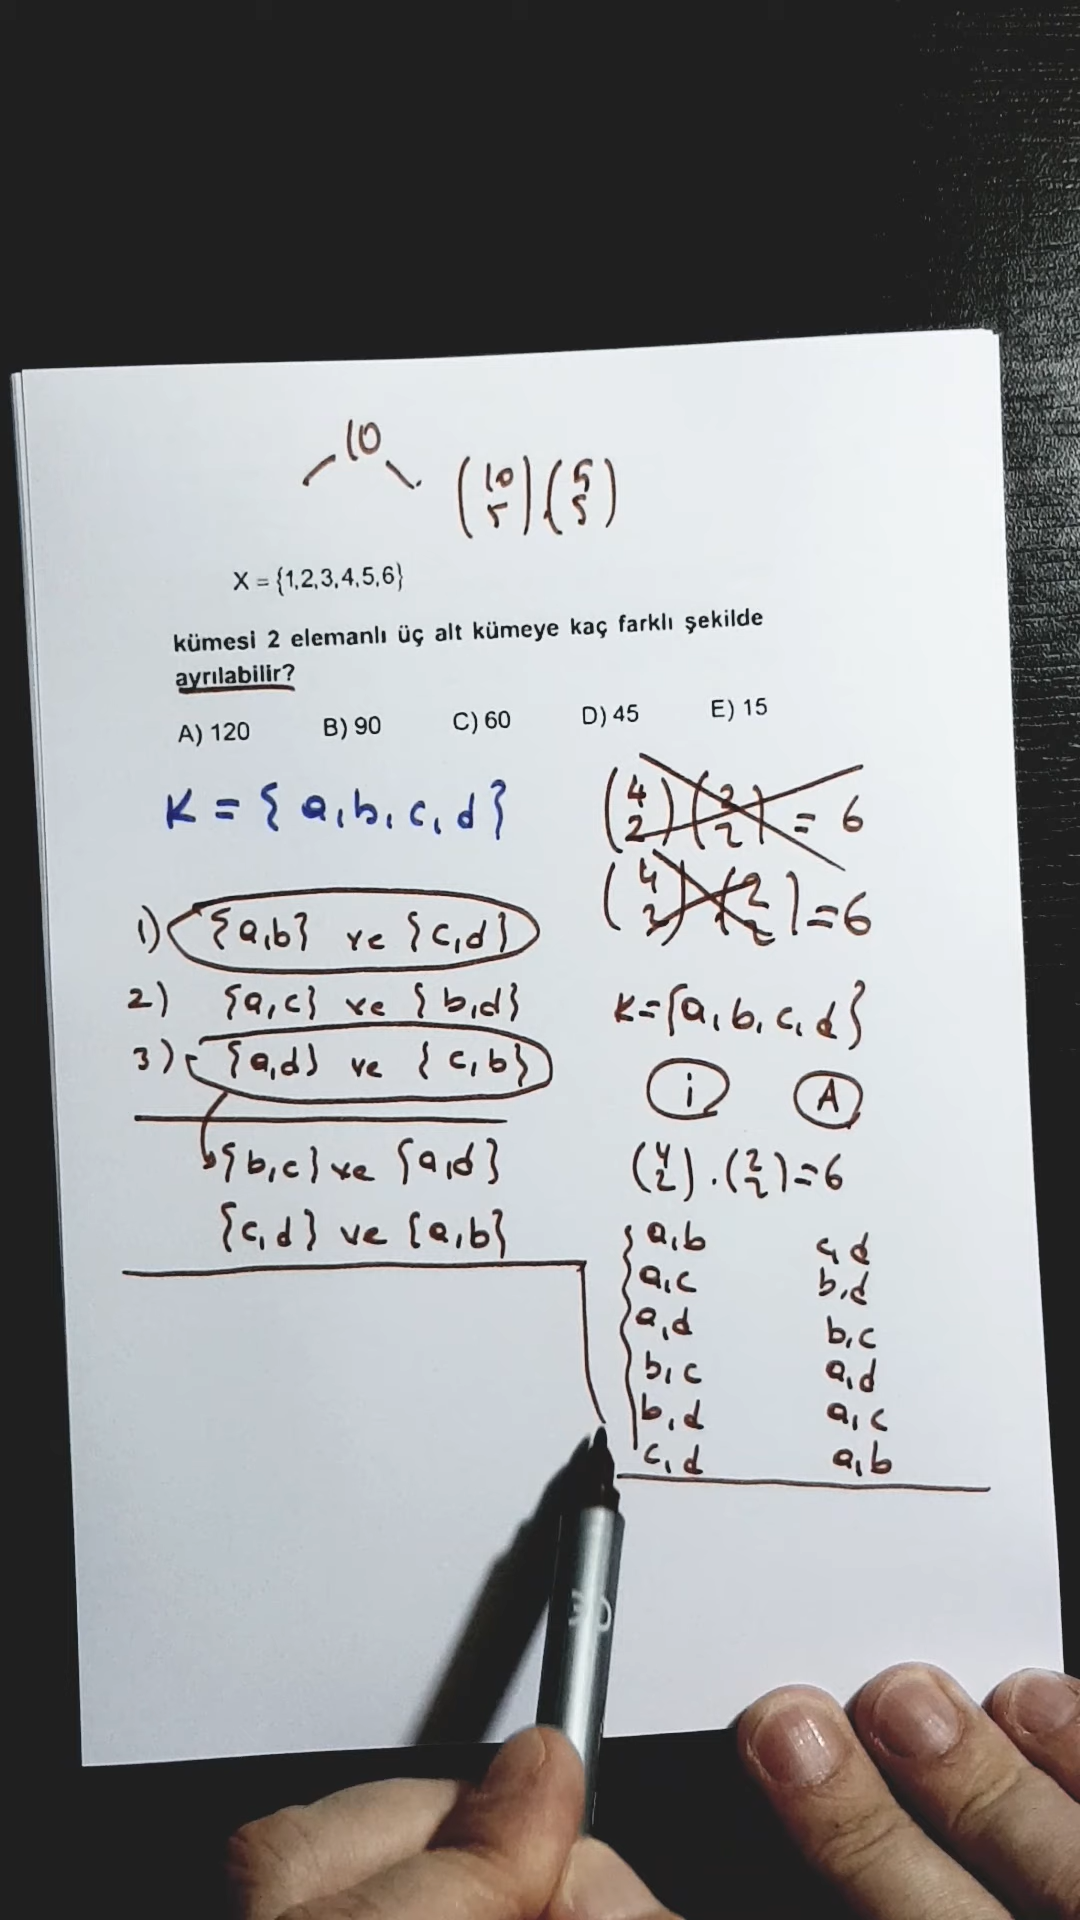 10
(10 5) (5 5)
X = {1,2,3,4,5,6}
kümesi 2 elemanlı üç alt kümeye kaç farklı şekilde
ayrılabilir?
A) 120 B) 90 C) 60 D) 45 E) 15
K = {a,b,c,d}
1) {a,b} ve {c,d}
2) {a,c} ve {b,d}
3) {a,d} ve {c,b}
{b,c} ve {a,d}
{c,d} ve {a,b}
(4 2) (2 2) = 6
(4 2) (2 2) = 6
K={a,b,c,d}
i A
(4 2) . (2 2) = 6
a,b c,d
a,c b,d
a,d b,c
b,c a,d
b,d a,c
c,d a,b